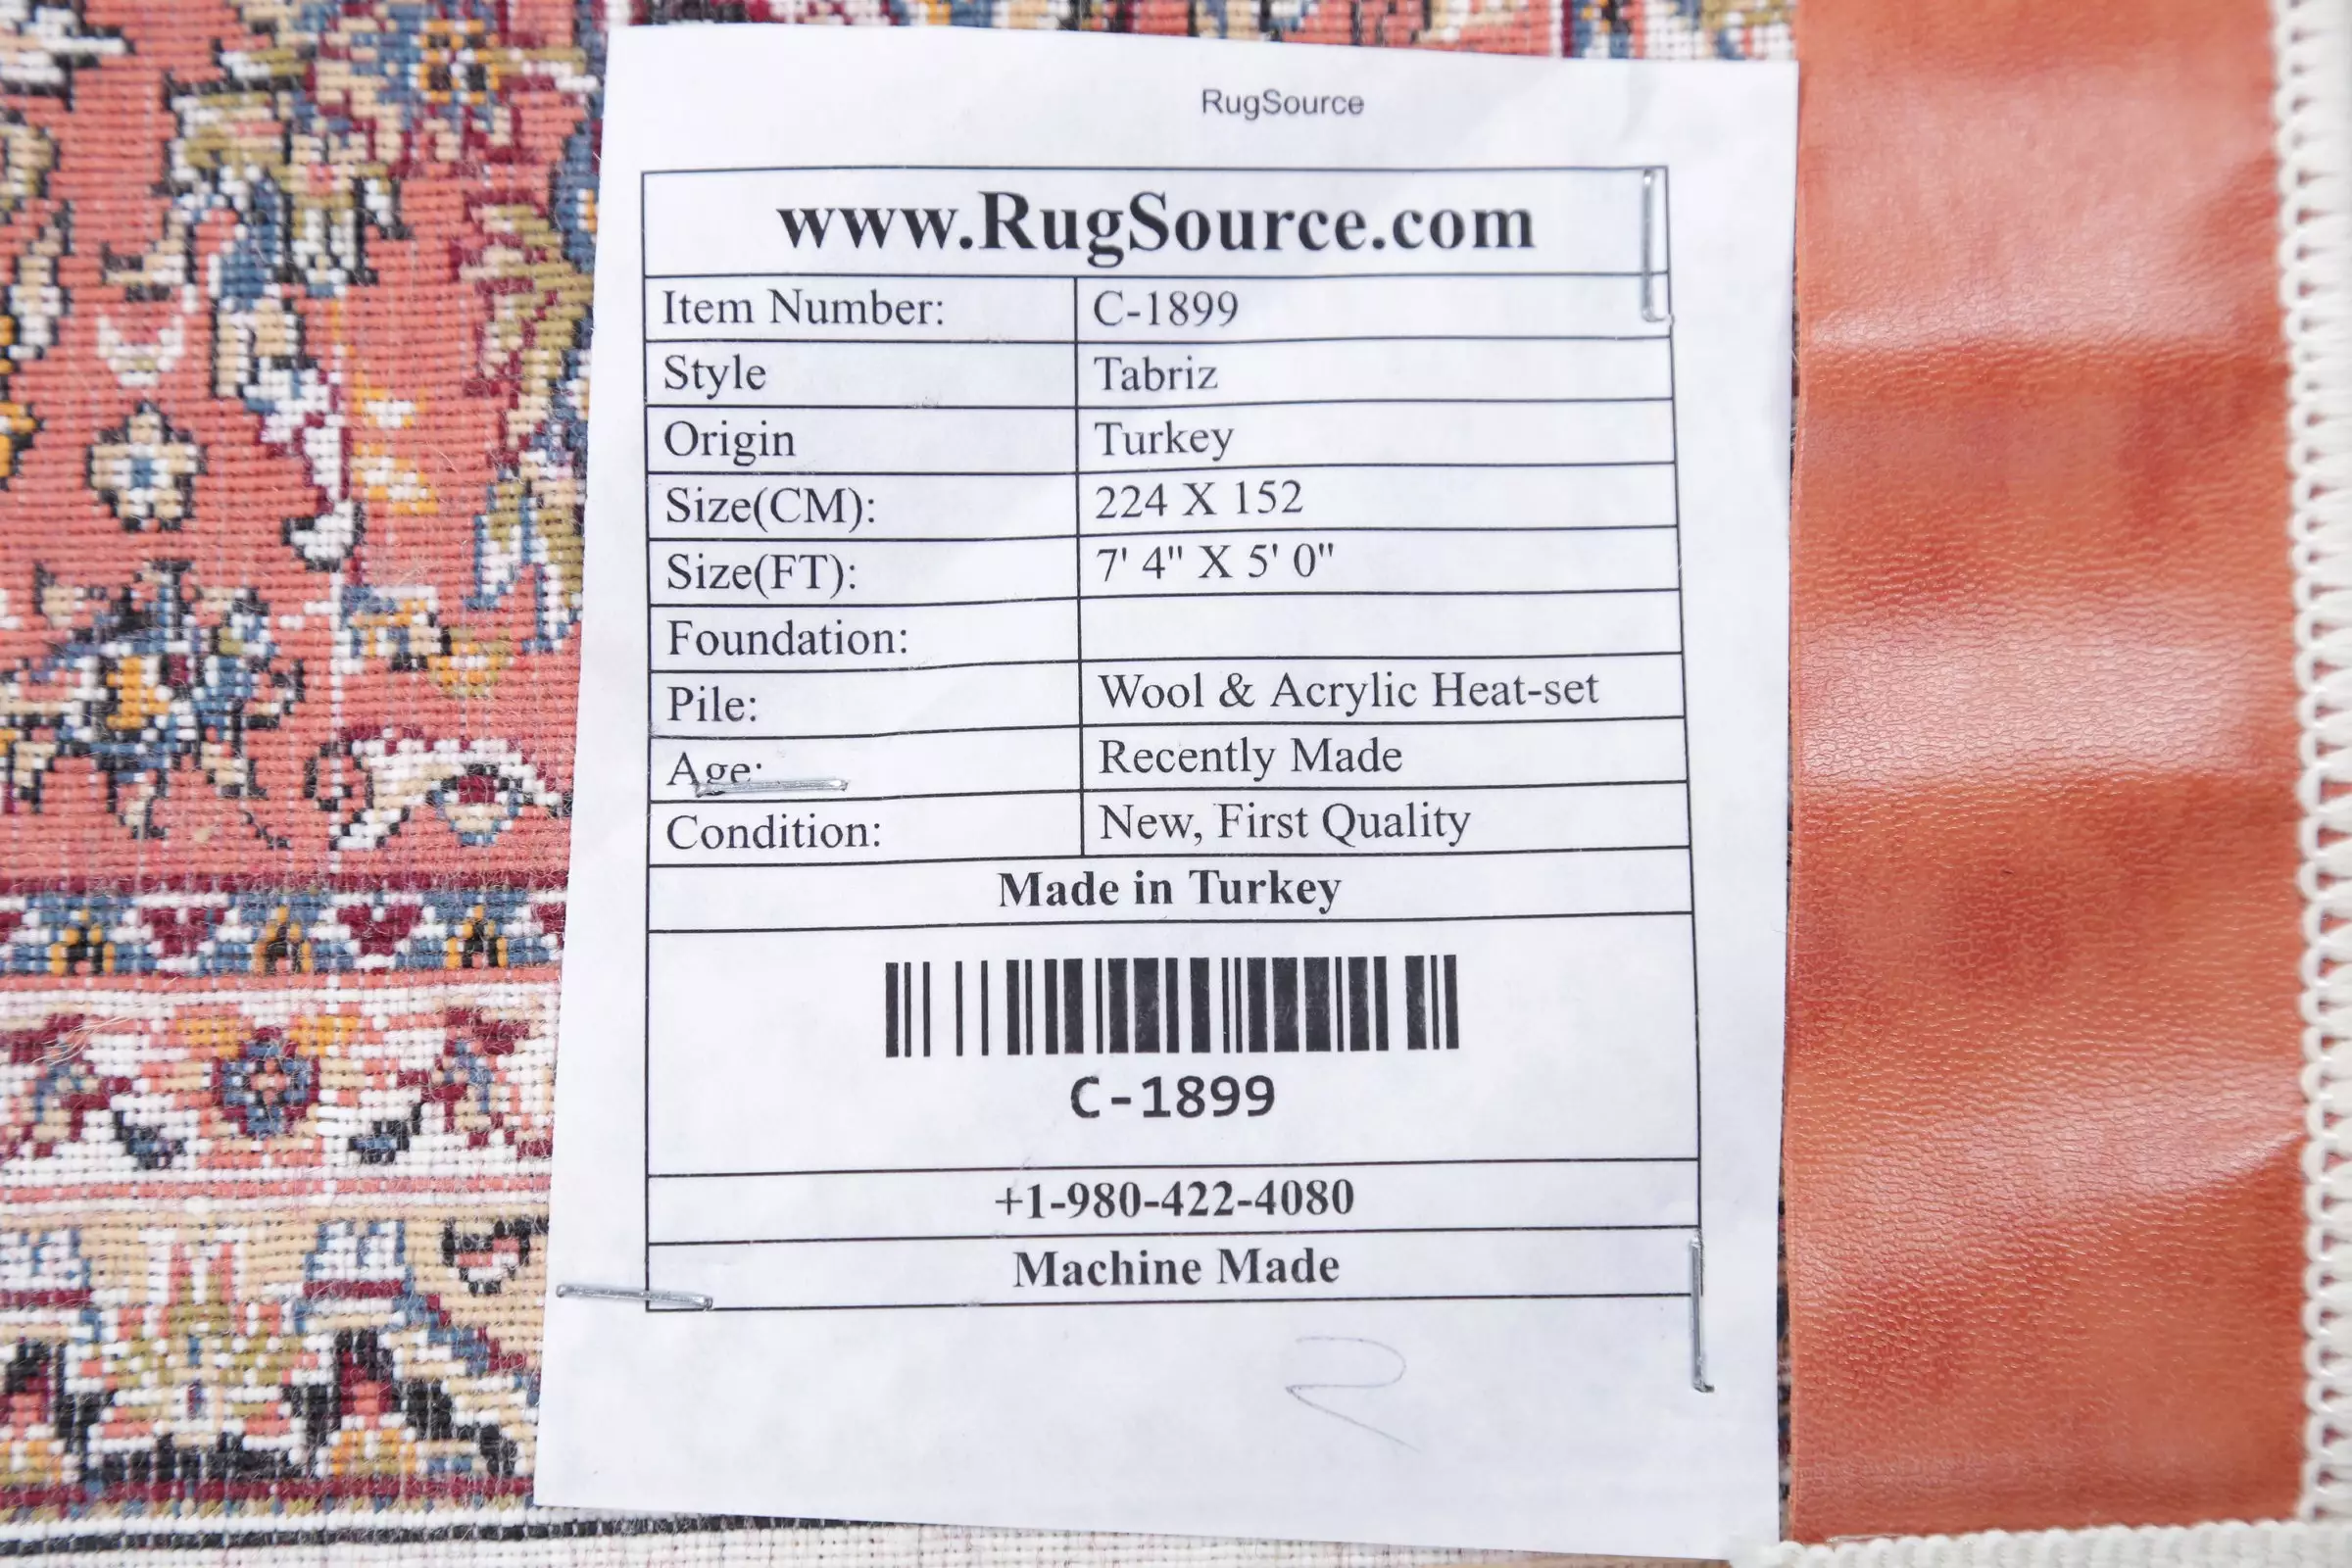 RugSource
www.RugSource.com
Item Number: C-1899
Style Tabriz
Origin Turkey
Size(CM): 224 X 152
Size(FT): 7' 4" X 5' 0"
Foundation:
Pile: Wool & Acrylic Heat-set
Age: Recently Made
Condition: New, First Quality
Made in Turkey
C-1899
+1-980-422-4080
Machine Made